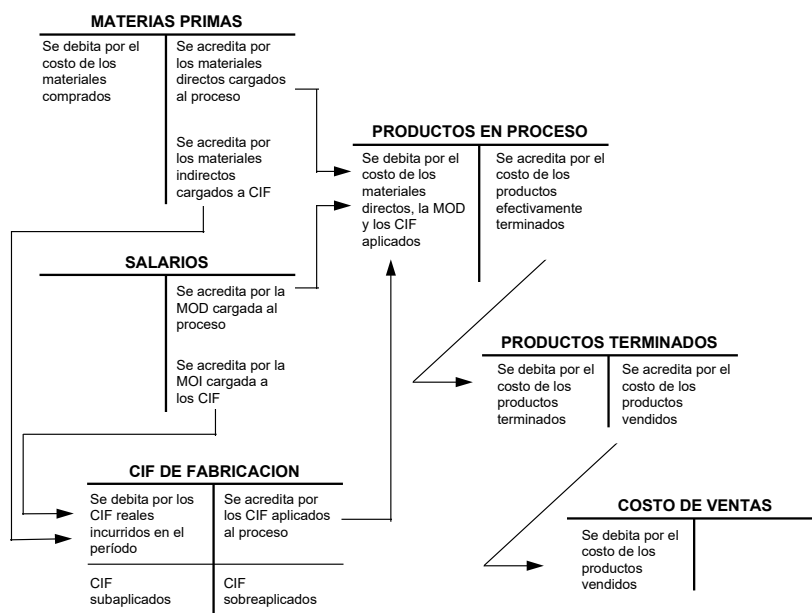 MATERIAS PRIMAS
Se debita por el
costo de los
materiales
comprados
Se acredita por
los materiales
directos cargados
al proceso
Se acredita por
los materiales
indirectos
cargados a CIF
PRODUCTOS EN PROCESO
Se debita por el
costo de los
materiales
directos, la MOD
y los CIF
aplicados
Se acredita por el
costo de los
productos
efectivamente
terminados
SALARIOS
Se acredita por la
MOD cargada al
proceso
Se acredita por la
MOI cargada a
los CIF
PRODUCTOS TERMINADOS
Se debita por el
costo de los
productos
terminados
Se acredita por el
costo de los
productos
vendidos
CIF DE FABRICACION
Se debita por los
CIF reales
incurridos en el
período
Se acredita por
los CIF aplicados
al proceso
CIF
subaplicados
CIF
sobreaplicados
COSTO DE VENTAS
Se debita por el
costo de los
productos
vendidos